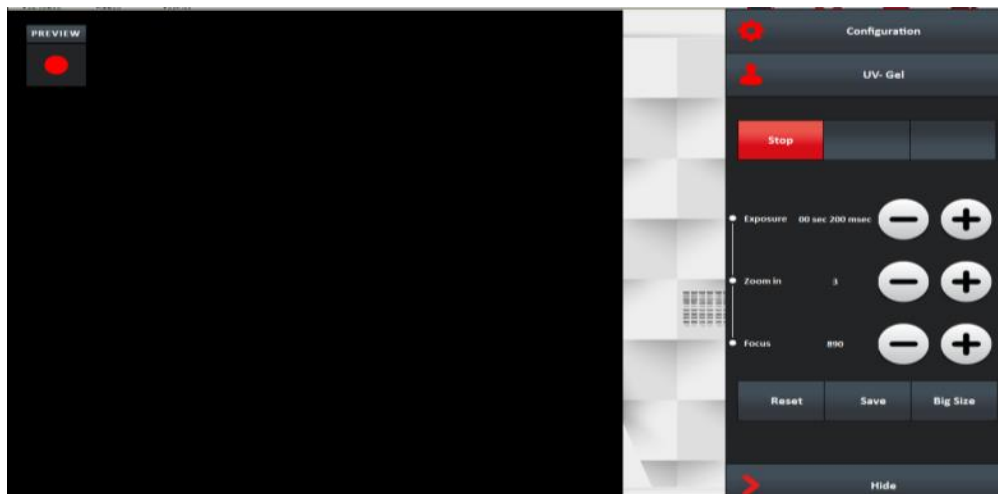 PREVIEW
Configuration
UV- Gel
Stop
Exposure 00 sec 200 msec
Zoom in 3
Focus 890
Reset Save Big Size
Hide